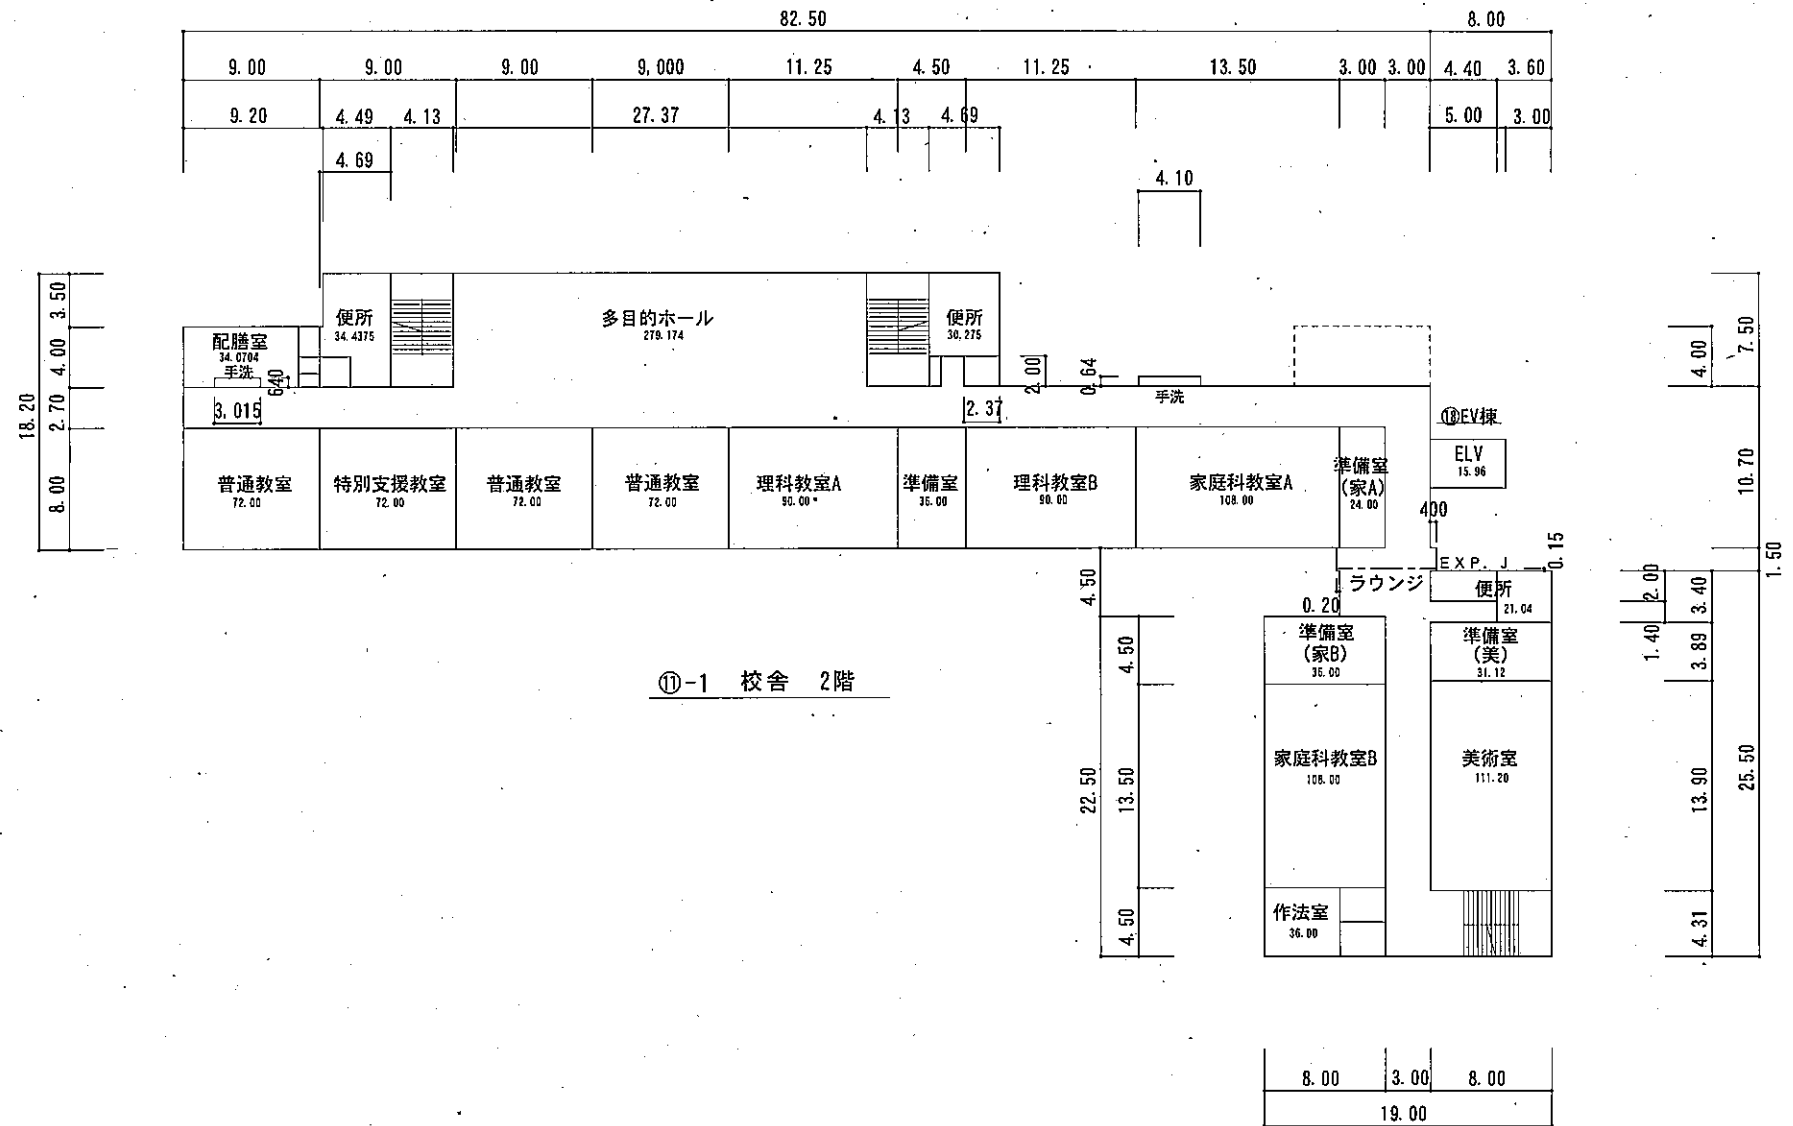 82.50 8.00
9.00 9.00 9.00 9,000 11.25 4.50 11.25 13.50 3.00 3.00 4.40 3.60
9.20 4.49 4.13 27.37 4.13 4.69 5.00 3.00
4.69
4.10
18.20
3.50
4.00
2.70
8.00
配膳室
34.0704
手洗
640
3.015
便所
34.4375
多目的ホール
279.174
便所
30.275
2.00
2.37
0.64
手洗
4.00
7.50
10.70
1.50
⑱EV棟
ELV
15.96
400
普通教室
72.00
特別支援教室
72.00
普通教室
72.00
普通教室
72.00
理科教室A
90.00
準備室
36.00
理科教室B
90.00
家庭科教室A
108.00
準備室
(家A)
24.00
EXP. J
0.15
ラウンジ
0.20
便所
21.04
2.00
1.40
3.40
3.89
13.90
4.31
25.50
4.50
22.50
4.50
13.50
4.50
準備室
(家B)
36.00
準備室
(美)
31.12
家庭科教室B
108.00
美術室
111.20
作法室
36.00
⑪-1 校舎 2階
8.00 3.00 8.00
19.00